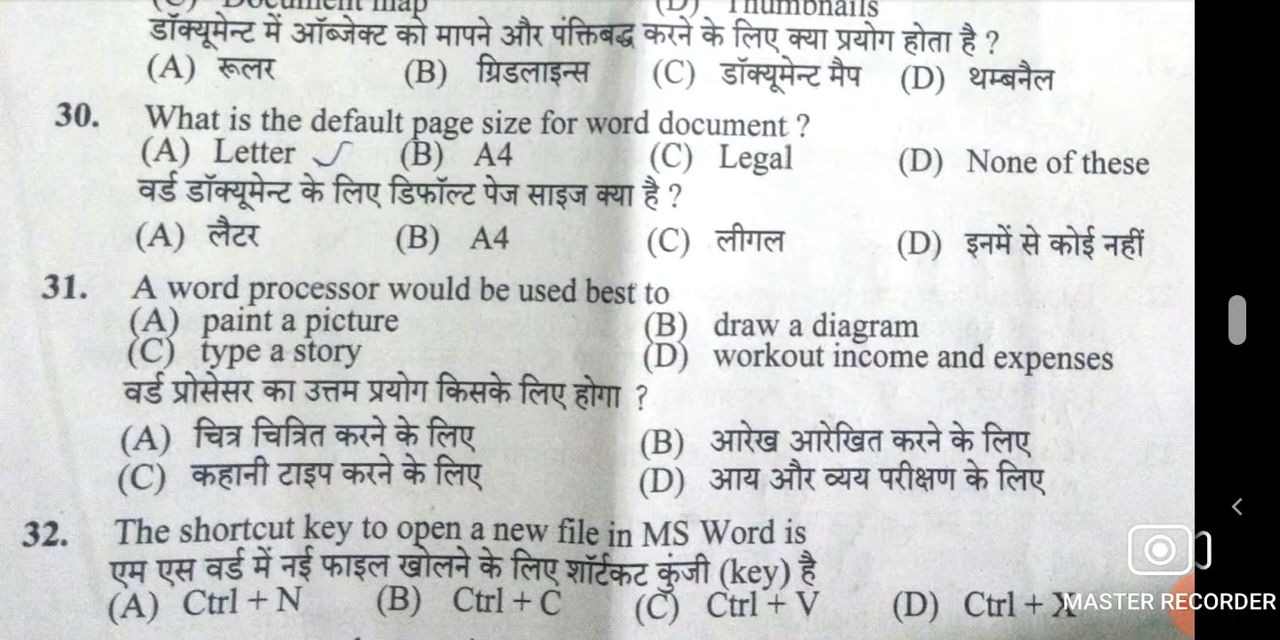 (C) Document map (D) Thumbnails
डॉक्यूमेन्ट में ऑब्जेक्ट को मापने और पंक्तिबद्ध करने के लिए क्या प्रयोग होता है ?
(A) रूलर (B) ग्रिडलाइन्स (C) डॉक्यूमेन्ट मैप (D) थम्बनैल
30. What is the default page size for word document ?
(A) Letter (B) A4 (C) Legal (D) None of these
वर्ड डॉक्यूमेन्ट के लिए डिफॉल्ट पेज साइज क्या है ?
(A) लैटर (B) A4 (C) लीगल (D) इनमें से कोई नहीं
31. A word processor would be used best to
(A) paint a picture (B) draw a diagram
(C) type a story (D) workout income and expenses
वर्ड प्रोसेसर का उत्तम प्रयोग किसके लिए होगा ?
(A) चित्र चित्रित करने के लिए (B) आरेख आरेखित करने के लिए
(C) कहानी टाइप करने के लिए (D) आय और व्यय परीक्षण के लिए
32. The shortcut key to open a new file in MS Word is
एम एस वर्ड में नई फाइल खोलने के लिए शॉर्टकट कुंजी (key) है
(A) Ctrl + N (B) Ctrl + C (C) Ctrl + V (D) Ctrl + X
MASTER RECORDER